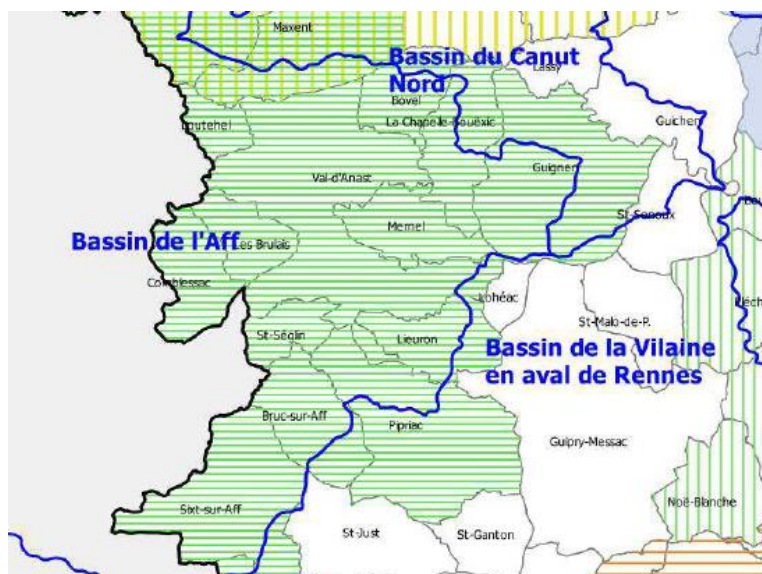 Maxent
Bassin du Canut
Nord
Lassy
Bovel
La Chapelle-Bouëxic
Guichen
Loutehel
Val-d'Anast
Guignen
Mernel
St-Senoux
Bassin de l'Aff
Les Brulais
Comblessac
Lohéac
St-Malo-de-P.
St-Séglin
Lieuron
Bassin de la Vilaine
en aval de Rennes
Bruc-sur-Aff
Pipriac
Guipry-Messac
Noë-Blanche
Sixt-sur-Aff
St-Just
St-Ganton